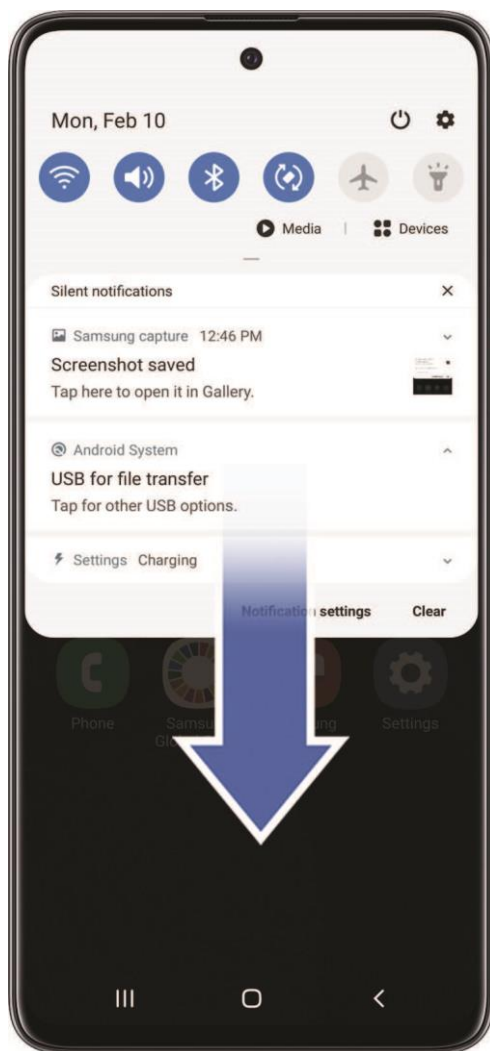 Mon, Feb 10
Media | Devices
Silent notifications
Samsung capture 12:46 PM
Screenshot saved
Tap here to open it in Gallery.
Android System
USB for file transfer
Tap for other USB options.
Settings Charging
Notification settings Clear
Phone Settings